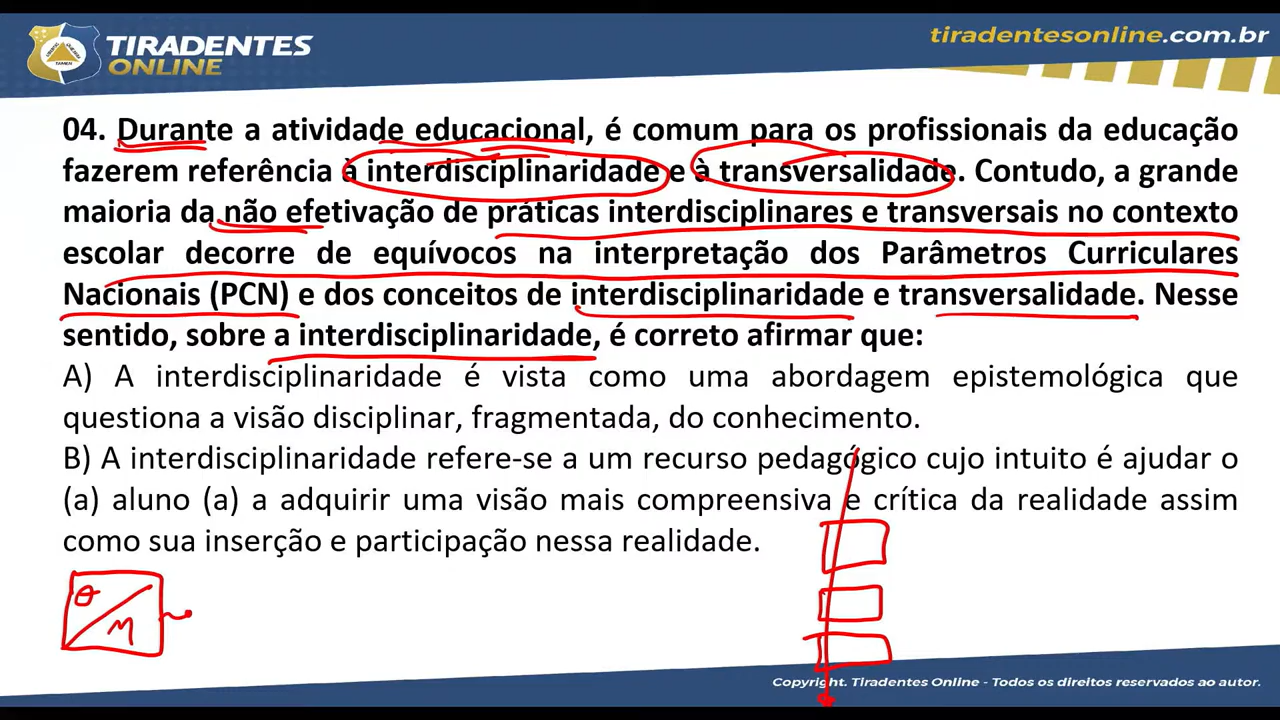 TIRADENTES
ONLINE
tiradentesonline.com.br
04. Durante a atividade educacional, é comum para os profissionais da educação
fazerem referência à interdisciplinaridade e à transversalidade. Contudo, a grande
maioria da não efetivação de práticas interdisciplinares e transversais no contexto
escolar decorre de equívocos na interpretação dos Parâmetros Curriculares
Nacionais (PCN) e dos conceitos de interdisciplinaridade e transversalidade. Nesse
sentido, sobre a interdisciplinaridade, é correto afirmar que:
A) A interdisciplinaridade é vista como uma abordagem epistemológica que
questiona a visão disciplinar, fragmentada, do conhecimento.
B) A interdisciplinaridade refere-se a um recurso pedagógico cujo intuito é ajudar o
(a) aluno (a) a adquirir uma visão mais compreensiva e crítica da realidade assim
como sua inserção e participação nessa realidade.
M
Copyright. Tiradentes Online - Todos os direitos reservados ao autor.